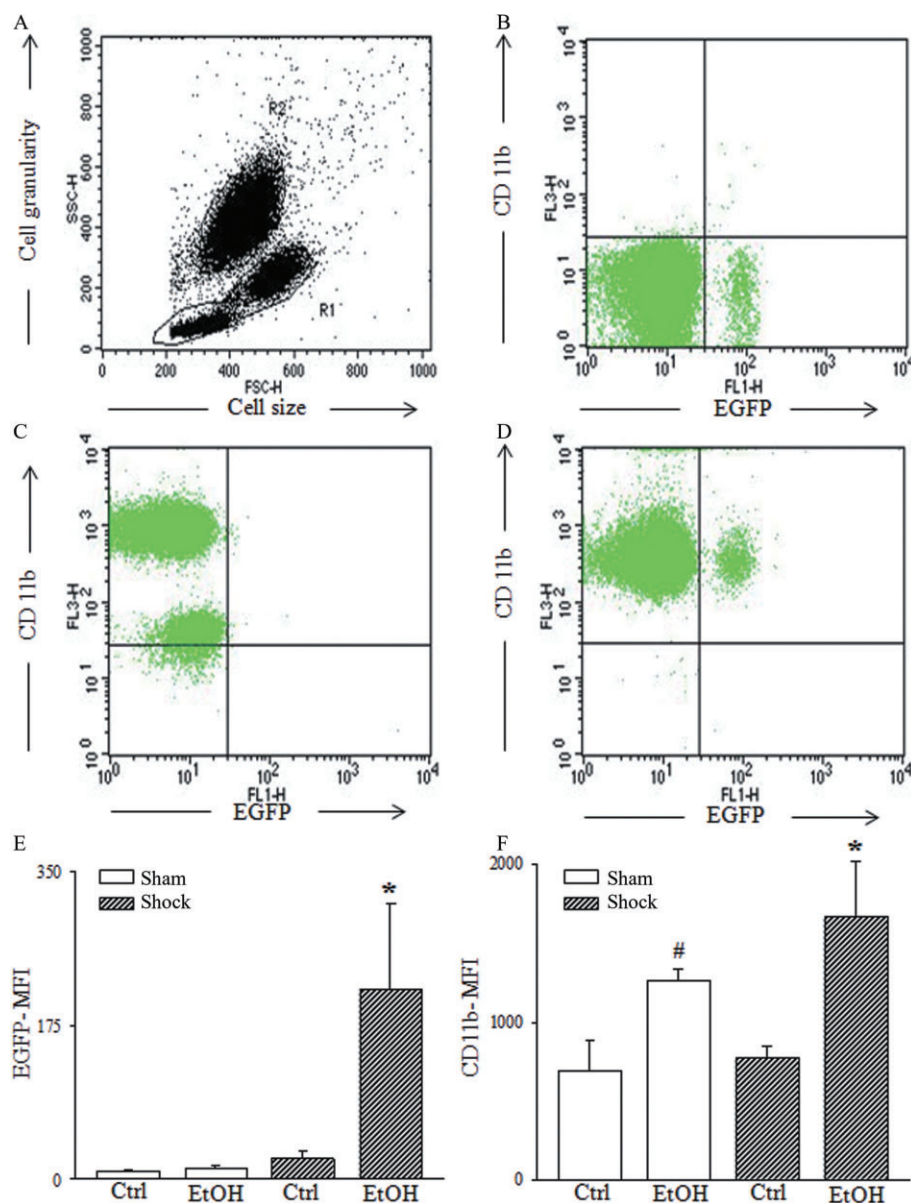 A
Cell granularity
SSC-H
1000
800
600
400
200
0
R2
R1
0 200 400 600 800 1000
FSC-H
Cell size
B
CD 11b
FL3-H
10^4
10^3
10^2
10^1
10^0
10^0 10^1 10^2 10^3 10^4
FL1-H
EGFP
C
CD 11b
FL3-H
10^4
10^3
10^2
10^1
10^0
10^0 10^1 10^2 10^3 10^4
FL1-H
EGFP
D
CD 11b
FL3-H
10^4
10^3
10^2
10^1
10^0
10^0 10^1 10^2 10^3 10^4
FL1-H
EGFP
E
EGFP- MFI
350
175
0
Sham
Shock
*
Ctrl EtOH Ctrl EtOH
F
CD11b- MFI
2000
1000
0
Sham
Shock
#
*
Ctrl EtOH Ctrl EtOH